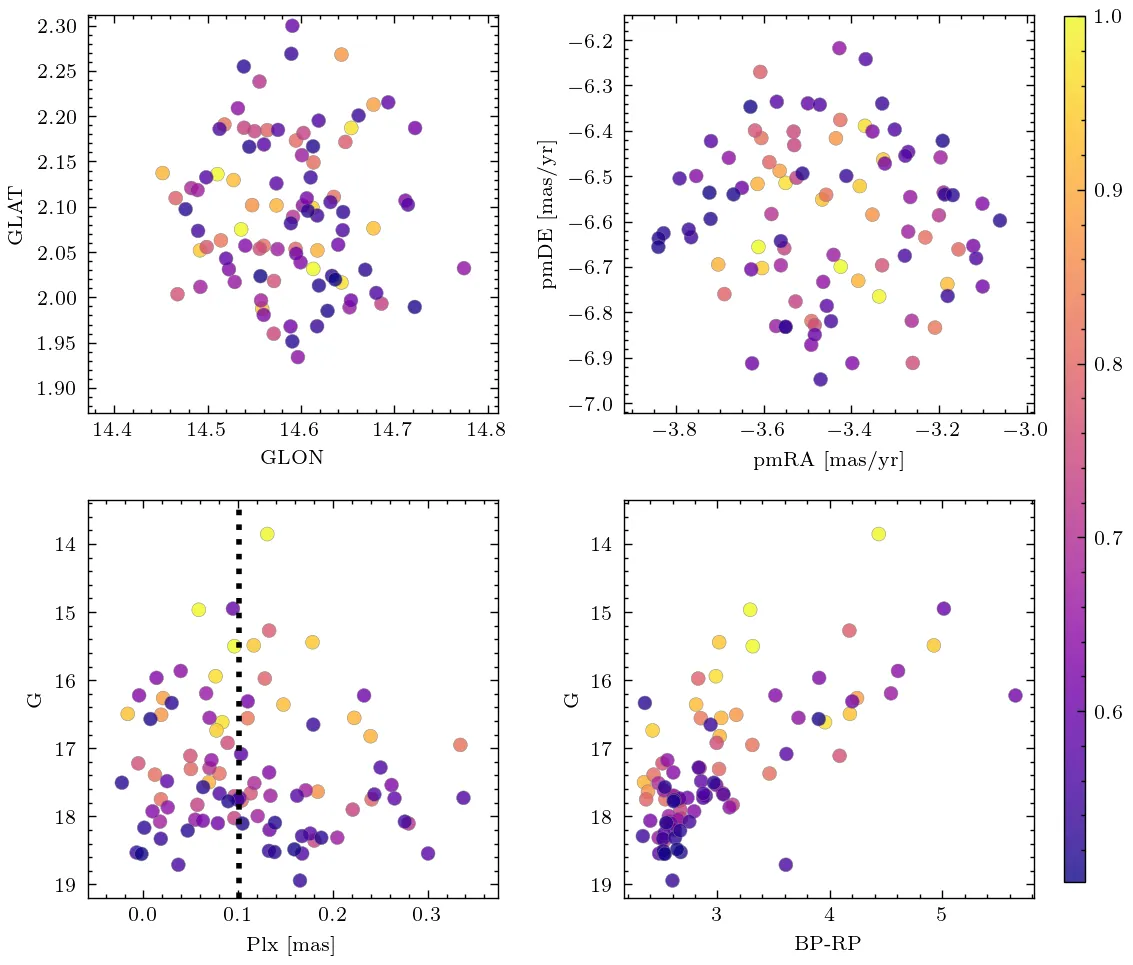 2.30
2.25
2.20
2.15
2.10
2.05
2.00
1.95
1.90
GLAT
14.4 14.5 14.6 14.7 14.8
GLON
−6.2
−6.3
−6.4
−6.5
−6.6
−6.7
−6.8
−6.9
−7.0
pmDE [mas/yr]
−3.8 −3.6 −3.4 −3.2 −3.0
pmRA [mas/yr]
14
15
16
17
18
19
G
0.0 0.1 0.2 0.3
Plx [mas]
14
15
16
17
18
19
G
3 4 5
BP-RP
1.0
0.9
0.8
0.7
0.6